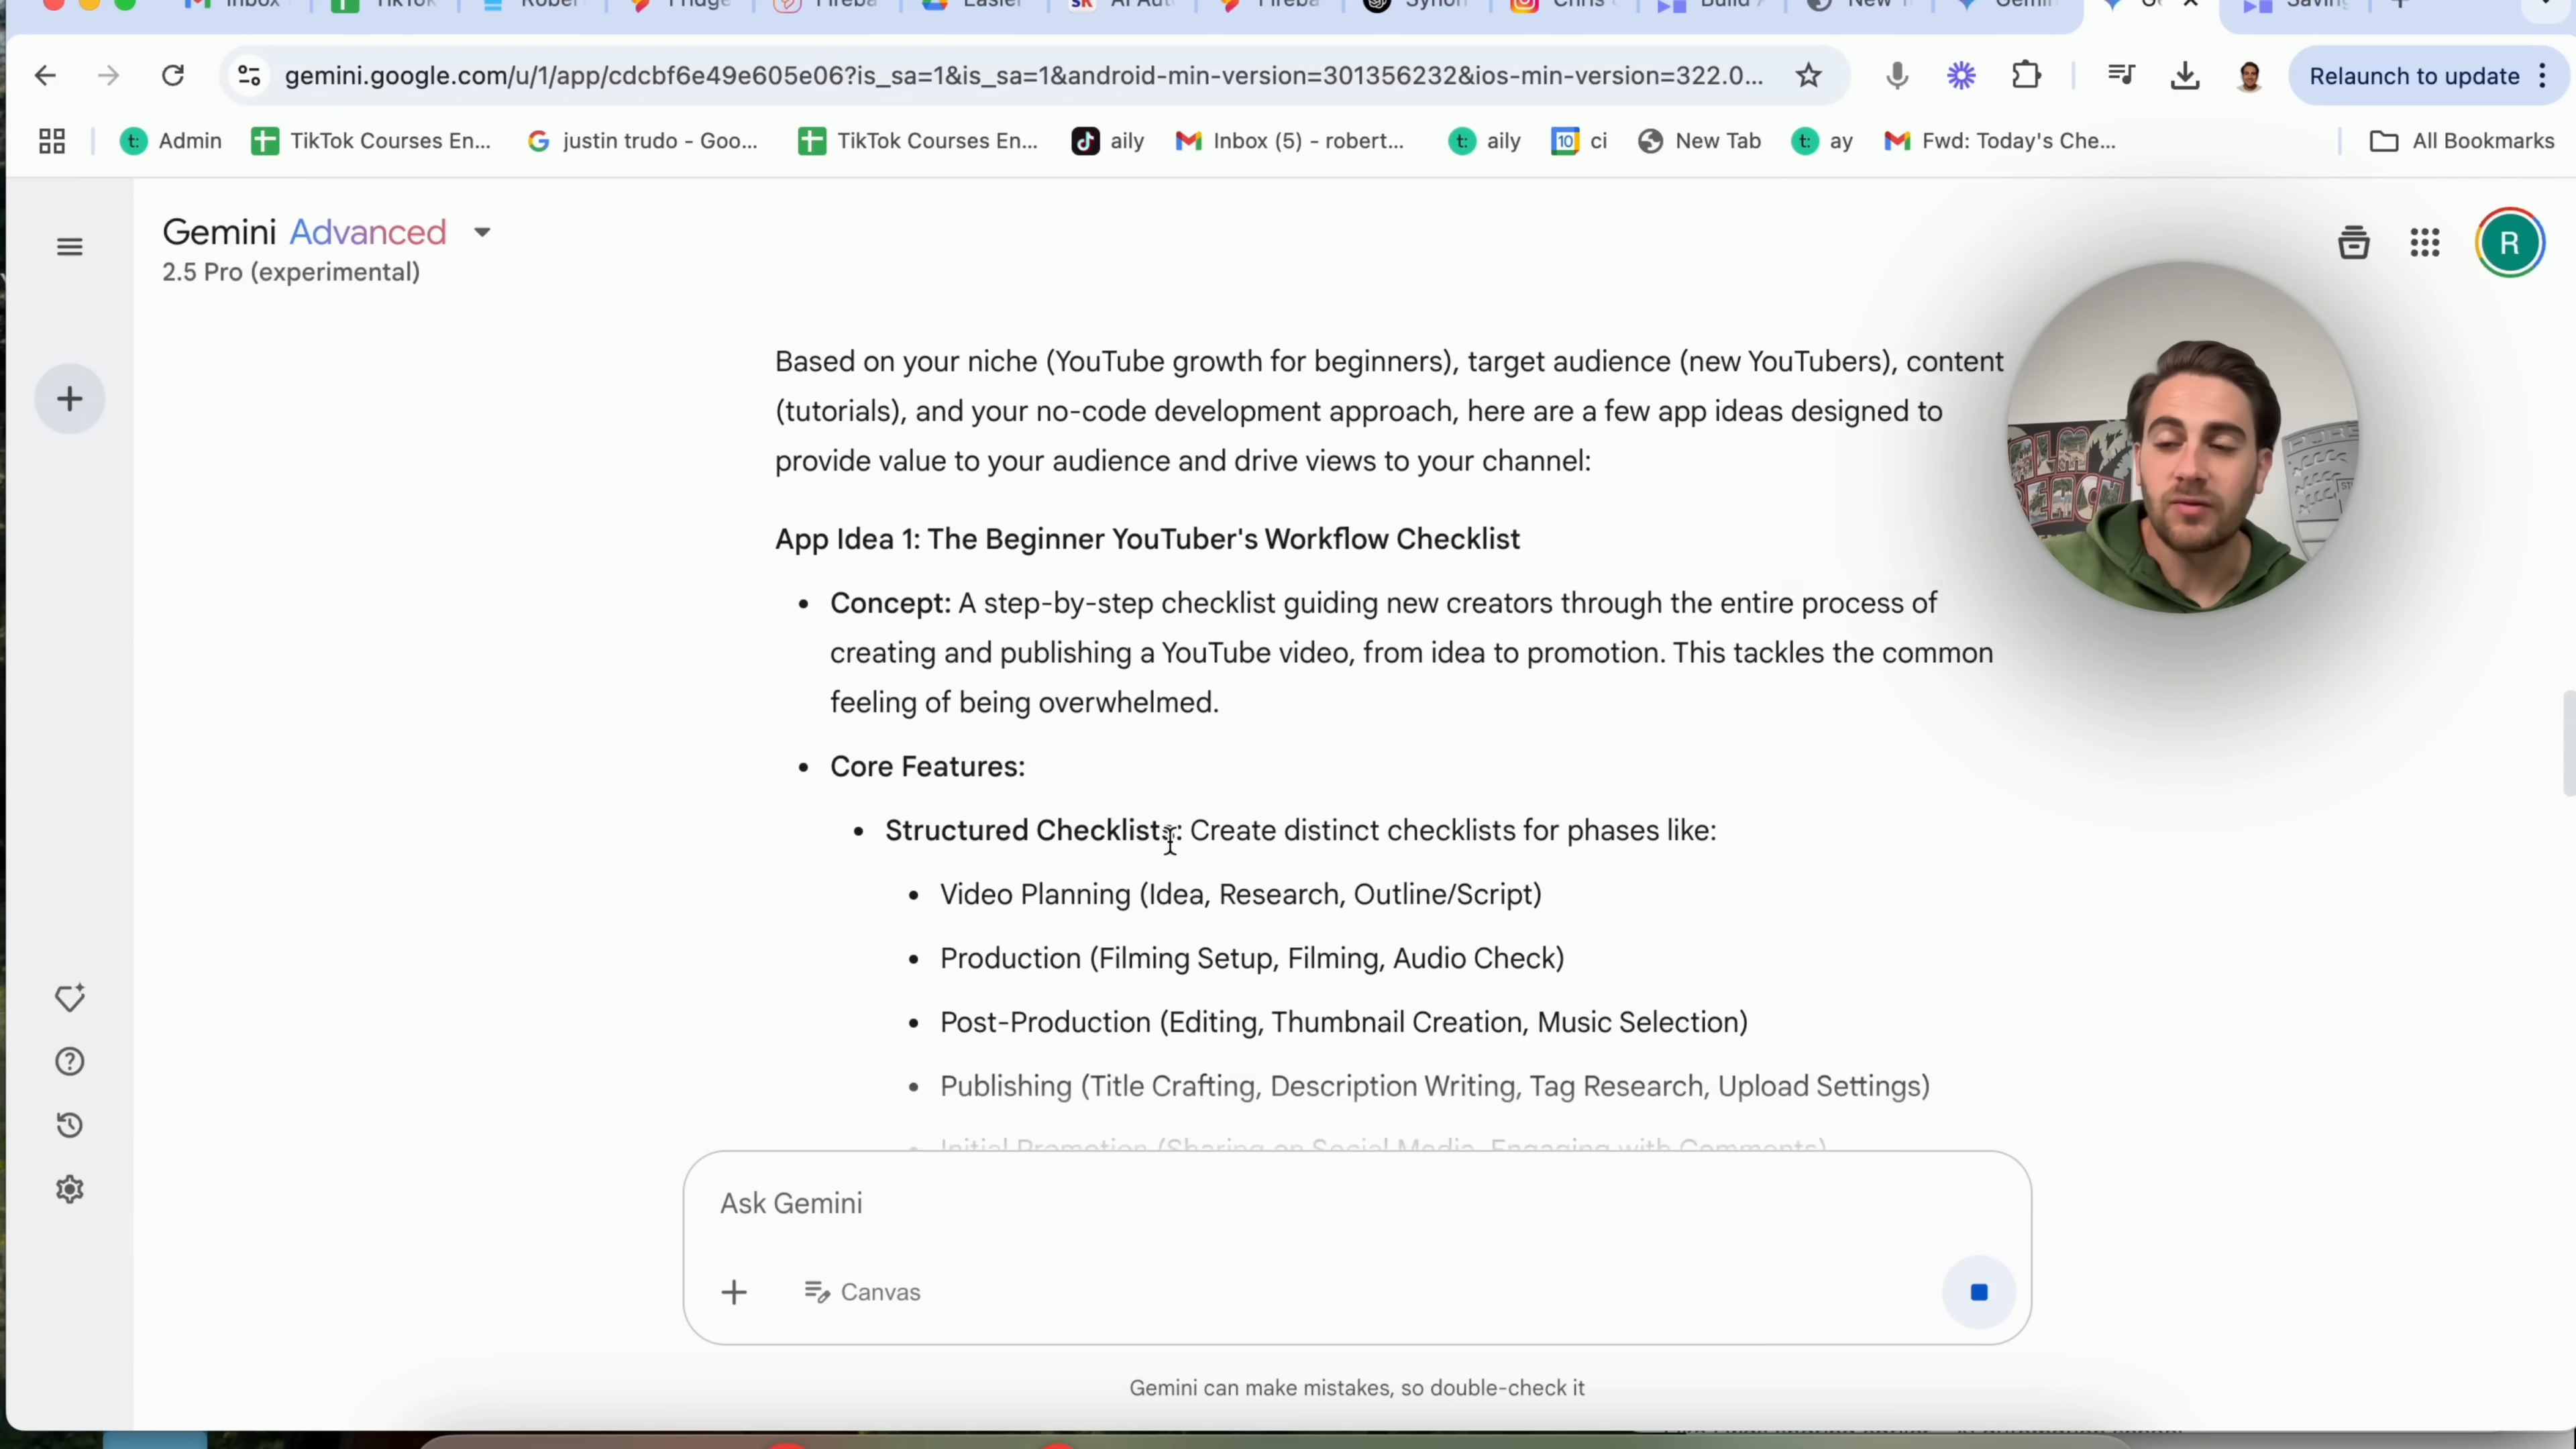 gemini.google.com/u/1/app/cdcbf6e49e605e06?is_sa=1&is_sa=1&android-min-version=301356232&ios-min-version=322.0...
Relaunch to update
Admin
TikTok Courses En...
justin trudo - Goo...
TikTok Courses En...
aily
Inbox (5) - robert...
aily
ci
New Tab
ay
Fwd: Today's Che...
All Bookmarks
Gemini Advanced
2.5 Pro (experimental)
R
Based on your niche (YouTube growth for beginners), target audience (new YouTubers), content
(tutorials), and your no-code development approach, here are a few app ideas designed to
provide value to your audience and drive views to your channel:
App Idea 1: The Beginner YouTuber's Workflow Checklist
• Concept: A step-by-step checklist guiding new creators through the entire process of
creating and publishing a YouTube video, from idea to promotion. This tackles the common
feeling of being overwhelmed.
• Core Features:
• Structured Checklists: Create distinct checklists for phases like:
• Video Planning (Idea, Research, Outline/Script)
• Production (Filming Setup, Filming, Audio Check)
• Post-Production (Editing, Thumbnail Creation, Music Selection)
• Publishing (Title Crafting, Description Writing, Tag Research, Upload Settings)
• Initial Promotion (Sharing on Social Media, Engaging with Comments)
Ask Gemini
Canvas
Gemini can make mistakes, so double-check it